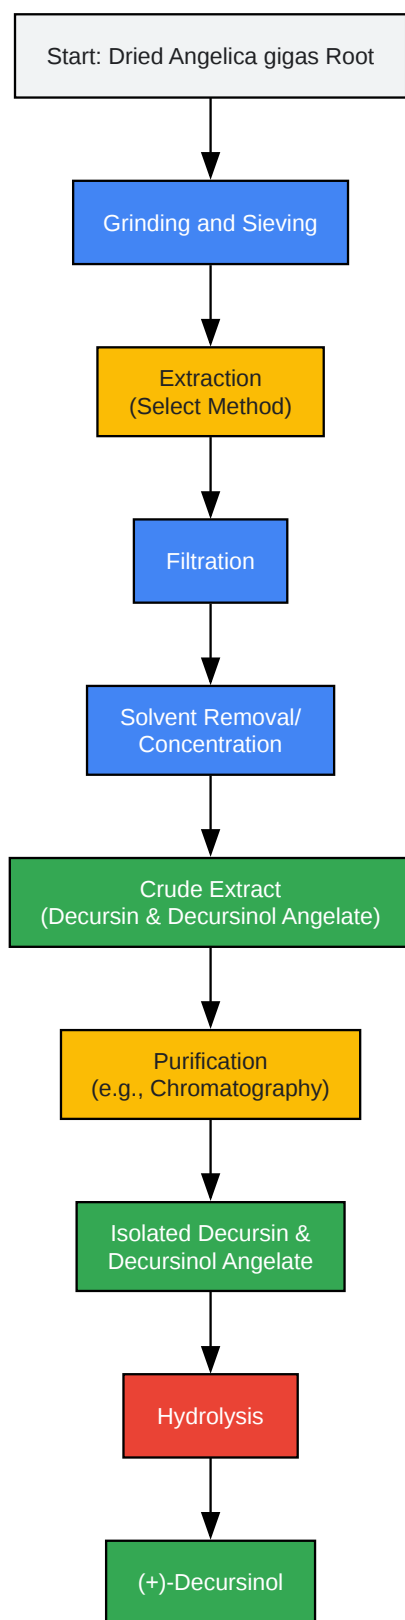 Start: Dried Angelica gigas Root
Grinding and Sieving
Extraction
(Select Method)
Filtration
Solvent Removal/
Concentration
Crude Extract
(Decursin & Decursinol Angelate)
Purification
(e.g., Chromatography)
Isolated Decursin &
Decursinol Angelate
Hydrolysis
(+)-Decursinol